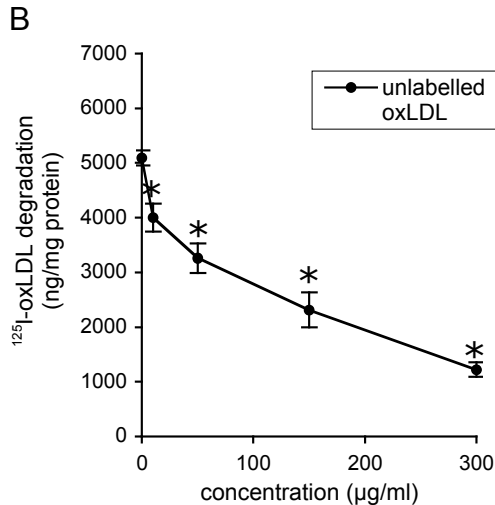 B
7000
6000
5000
4000
3000
2000
1000
0
¹²⁵I-oxLDL degradation
(ng/mg protein)
unlabelled
oxLDL
*
*
*
*
0
100
200
300
concentration (µg/ml)